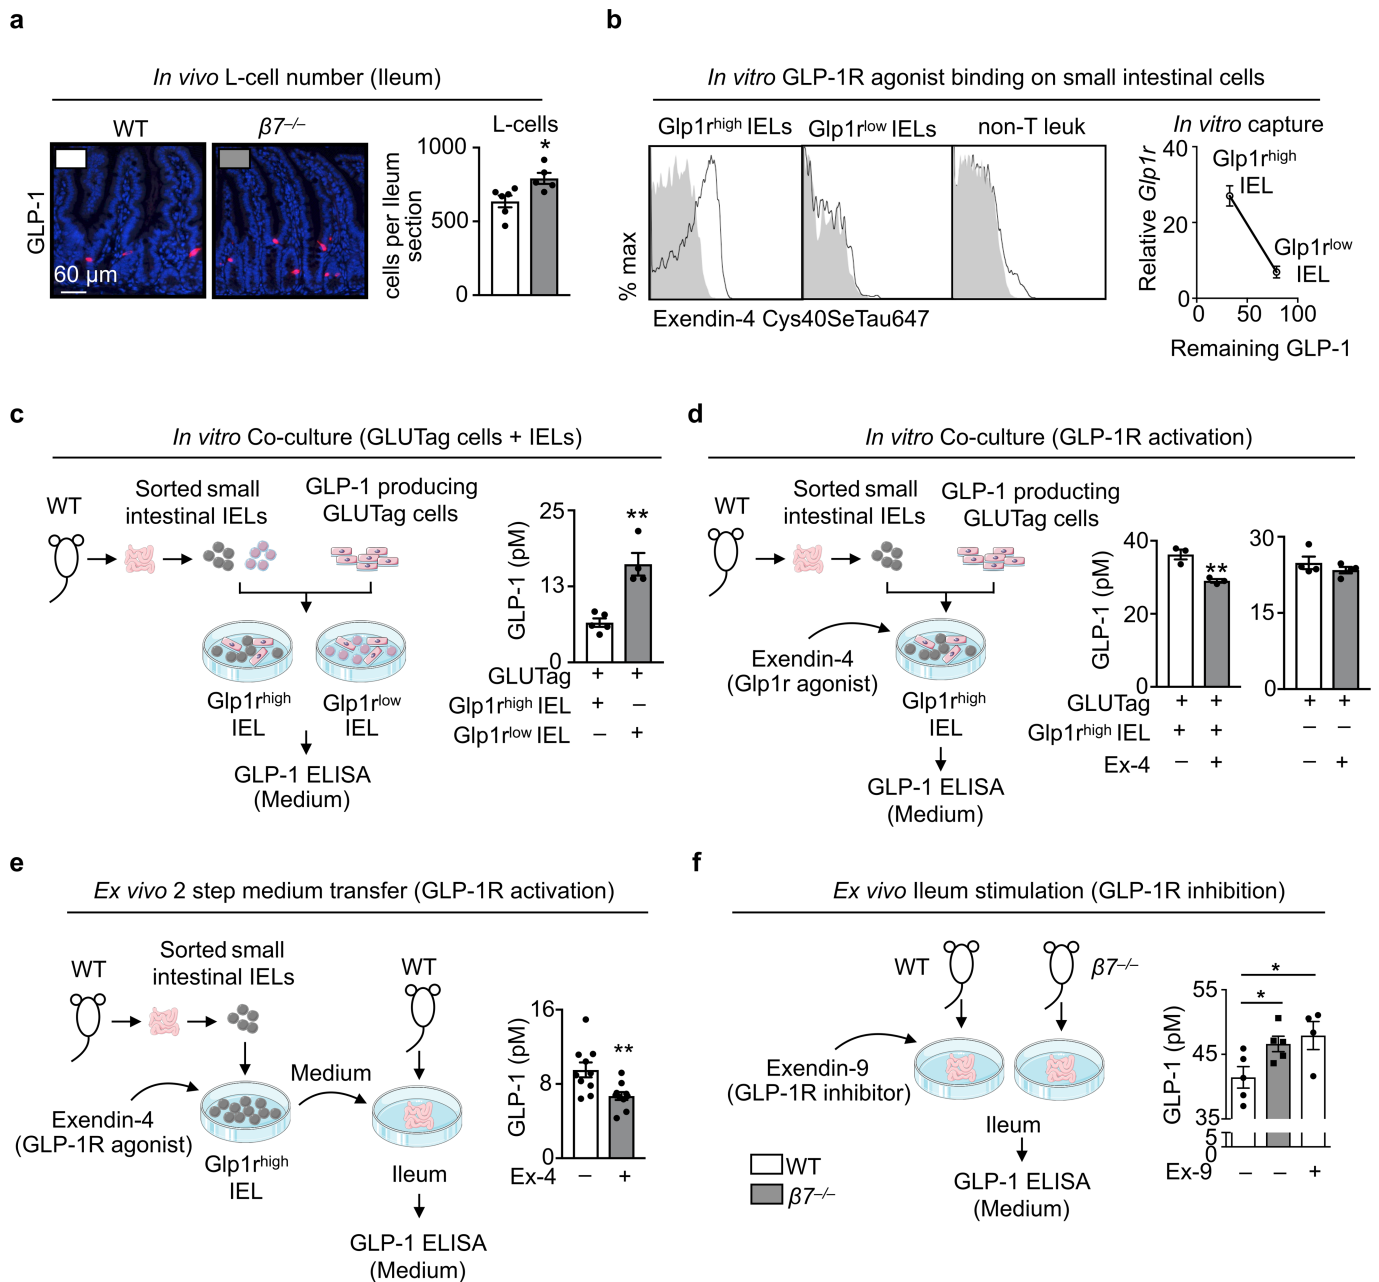 a
In vivo L-cell number (Ileum)
WT
β7–/–
GLP-1
60 µm
L-cells
*
cells per Ileum
section
1000
500
0
b
In vitro GLP-1R agonist binding on small intestinal cells
Glp1rhigh IELs
Glp1rlow IELs
non-T leuk
% max
Exendin-4 Cys40SeTau647
In vitro capture
Relative Glp1r
40
20
0
Glp1rhigh
IEL
Glp1rlow
IEL
0
50
100
Remaining GLP-1
c
In vitro Co-culture (GLUTag cells + IELs)
WT
Sorted small
intestinal IELs
GLP-1 producing
GLUTag cells
Glp1rhigh
IEL
Glp1rlow
IEL
GLP-1 ELISA
(Medium)
GLP-1 (pM)
25
13
0
**
GLUTag + +
Glp1rhigh IEL + –
Glp1rlow IEL – +
d
In vitro Co-culture (GLP-1R activation)
WT
Sorted small
intestinal IELs
GLP-1 producing
GLUTag cells
Exendin-4
(Glp1r agonist)
Glp1rhigh
IEL
GLP-1 ELISA
(Medium)
GLP-1 (pM)
40
20
0
**
30
15
0
GLUTag + + + +
Glp1rhigh IEL + + – –
Ex-4 – + – +
e
Ex vivo 2 step medium transfer (GLP-1R activation)
WT
Sorted small
intestinal IELs
WT
Exendin-4
(GLP-1R agonist)
Medium
Glp1rhigh
IEL
Ileum
GLP-1 ELISA
(Medium)
GLP-1 (pM)
16
8
0
**
Ex-4 – +
f
Ex vivo Ileum stimulation (GLP-1R inhibition)
WT
β7–/–
Exendin-9
(GLP-1R inhibitor)
Ileum
GLP-1 ELISA
(Medium)
WT
β7–/–
GLP-1 (pM)
55
45
35
5
0
*
*
Ex-9 – – +